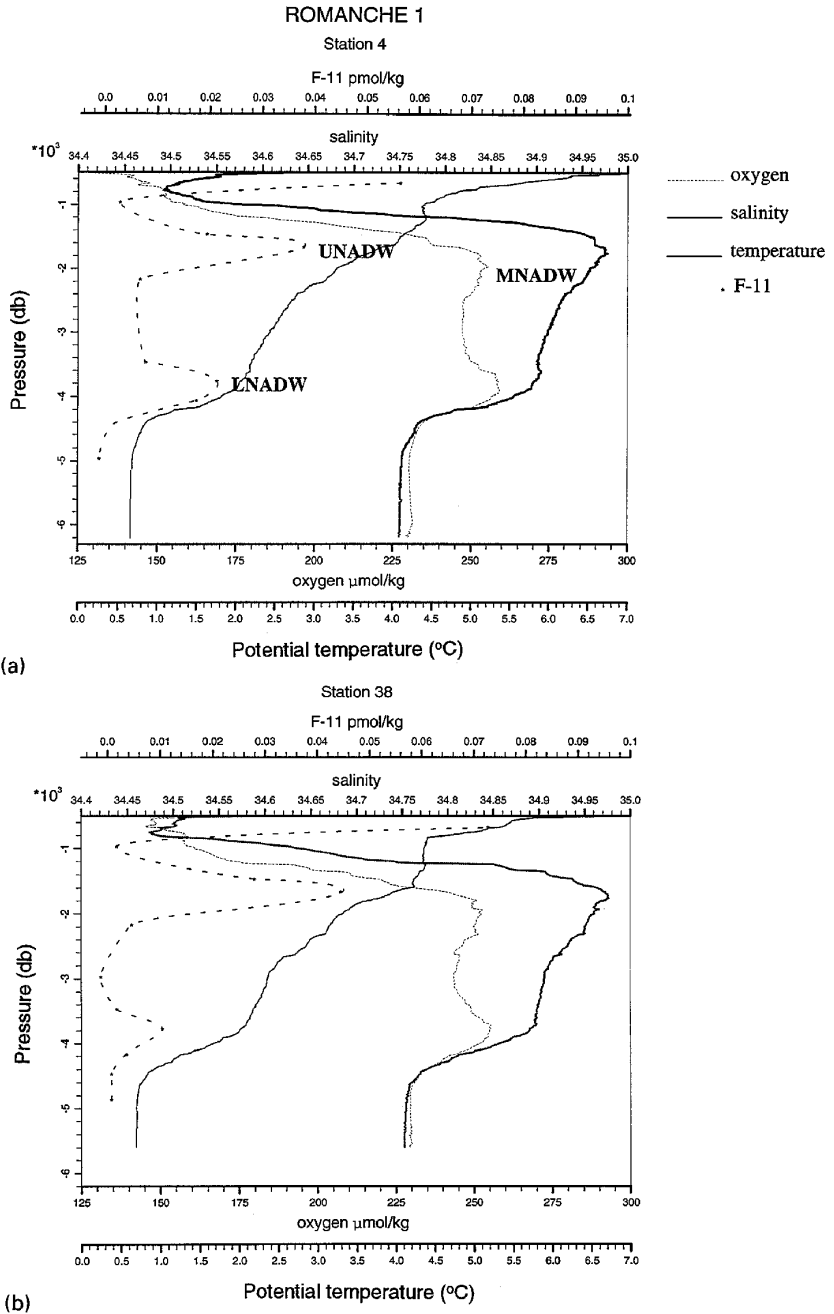 ROMANCHE 1
Station 4
F-11 pmol/kg
0.0 0.01 0.02 0.03 0.04 0.05 0.06 0.07 0.08 0.09 0.1
salinity
*10³ 34.4 34.45 34.5 34.55 34.6 34.65 34.7 34.75 34.8 34.85 34.9 34.95 35.0
oxygen
salinity
temperature
F-11
UNADW
MNADW
LNADW
Pressure (db)
-1
-2
-3
-4
-5
-6
125 150 175 200 225 250 275 300
oxygen μmol/kg
0.0 0.5 1.0 1.5 2.0 2.5 3.0 3.5 4.0 4.5 5.0 5.5 6.0 6.5 7.0
Potential temperature (°C)
(a)
Station 38
F-11 pmol/kg
0.0 0.01 0.02 0.03 0.04 0.05 0.06 0.07 0.08 0.09 0.1
salinity
*10³ 34.4 34.45 34.5 34.55 34.6 34.65 34.7 34.75 34.8 34.85 34.9 34.95 35.0
Pressure (db)
-1
-2
-3
-4
-5
-6
125 150 175 200 225 250 275 300
oxygen μmol/kg
0.0 0.5 1.0 1.5 2.0 2.5 3.0 3.5 4.0 4.5 5.0 5.5 6.0 6.5 7.0
Potential temperature (°C)
(b)